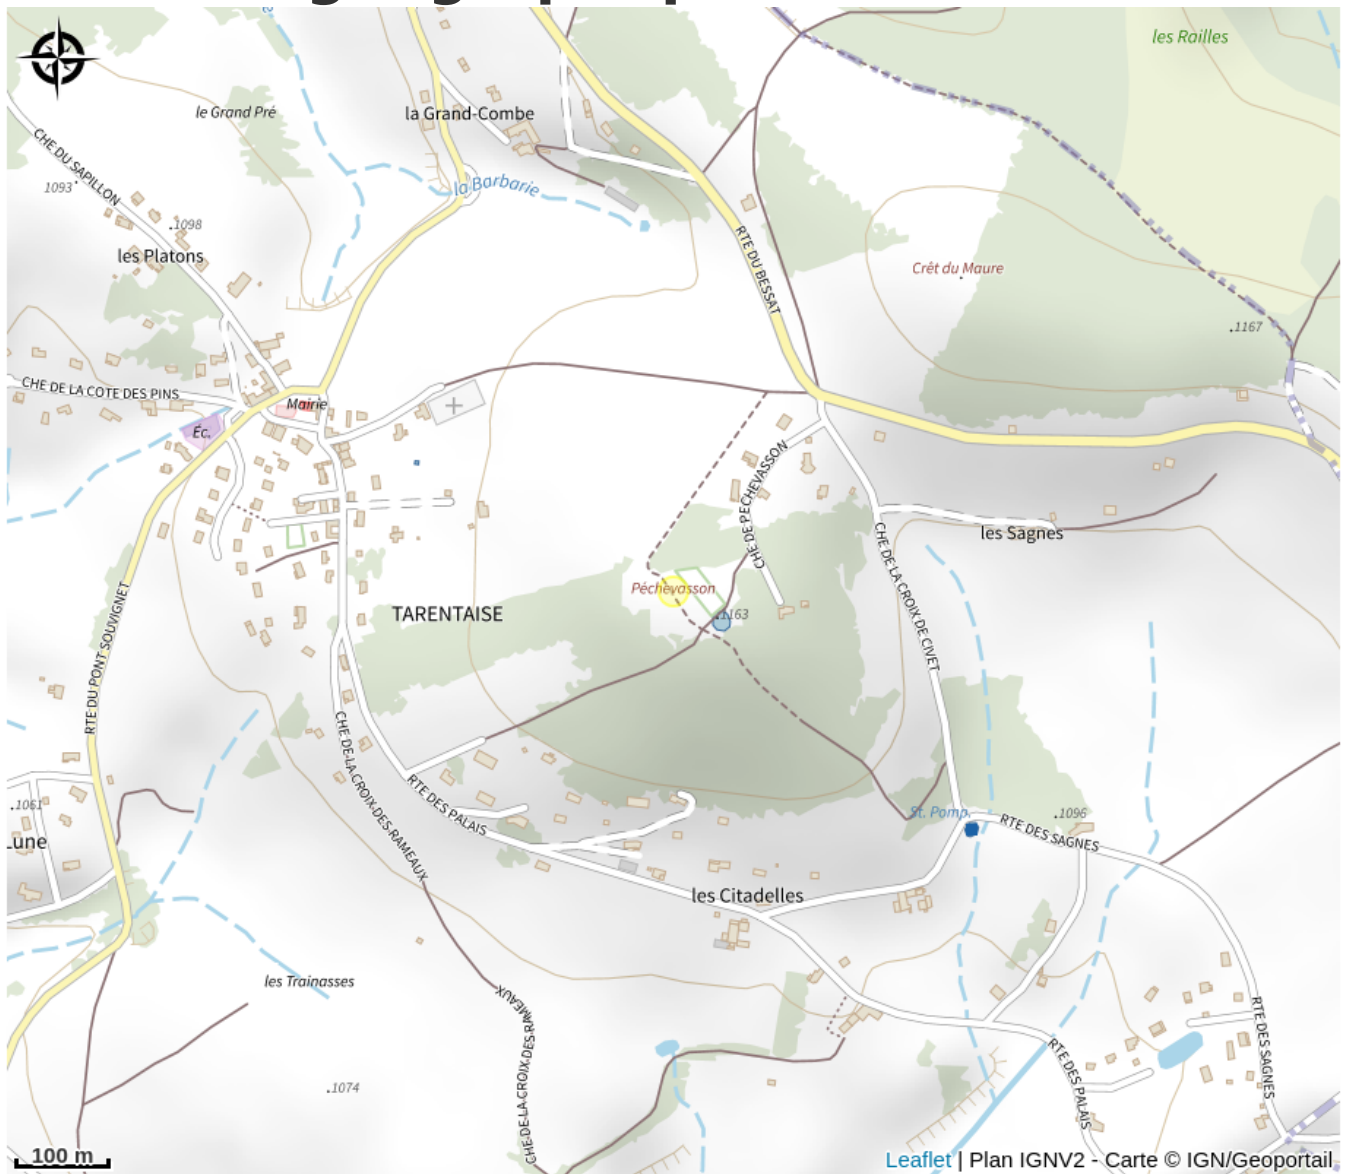 les Railles
le Grand Pré
la Grand-Combe
CHE DU SAPILLON
1093
la Barbarie
.1098
les Platons
RTE DU BESSAT
Crêt du Maure
.1167
CHE DE LA COTE DES PINS
Mairie
Éc.
CHE DE PECHEVASSON
les Sagnes
CHE DE LA CROIX DE CIVET
Péchevasson
.1163
TARENTAISE
RTE DU PONT SOUVIGNET
CHE-DE-LA-CROIX-DES-RAMEAUX
RTE DES PALAIS
.1061
Lune
St. Pomp.
.1096
RTE DES SAGNES
les Citadelles
les Trainasses
CHE-DE-LA-CROIX-DES-RAMEAUX
RTE DES SAGNES
RTE DES PALAIS
.1074
100 m
Leaflet | Plan IGNV2 - Carte © IGN/Geoportail